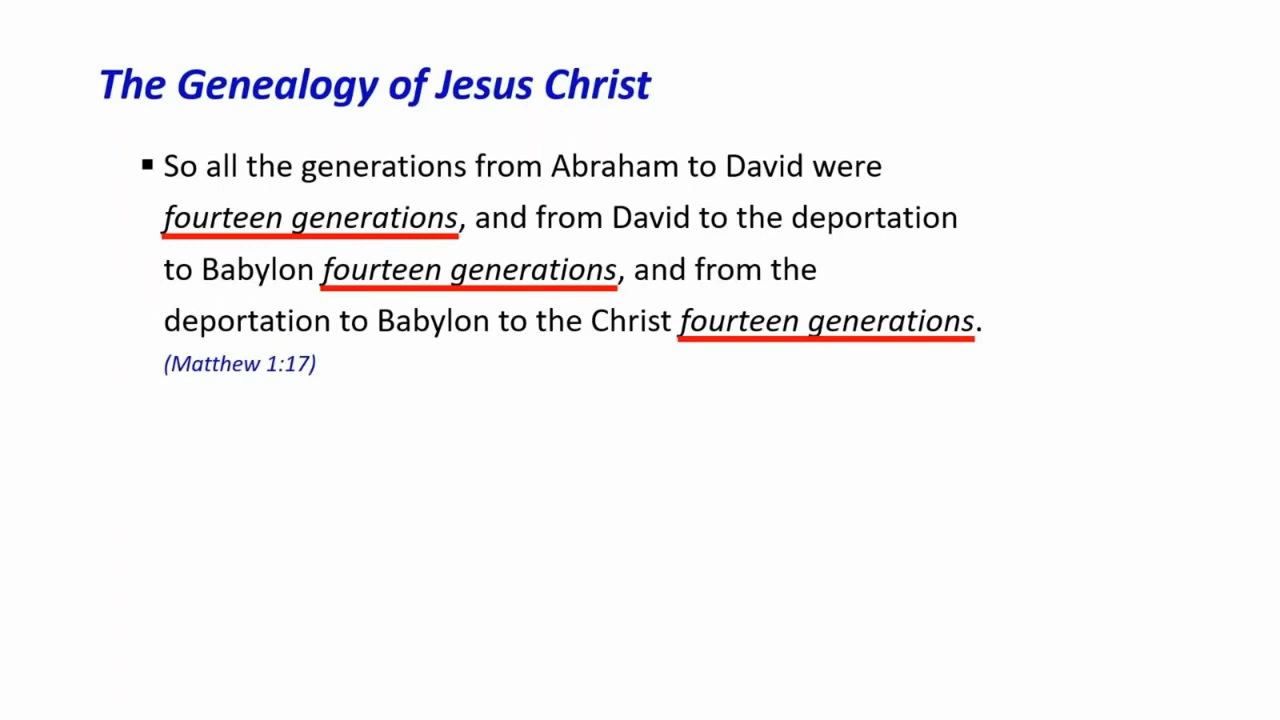 The Genealogy of Jesus Christ
▪ So all the generations from Abraham to David were
fourteen generations, and from David to the deportation
to Babylon fourteen generations, and from the
deportation to Babylon to the Christ fourteen generations.
(Matthew 1:17)